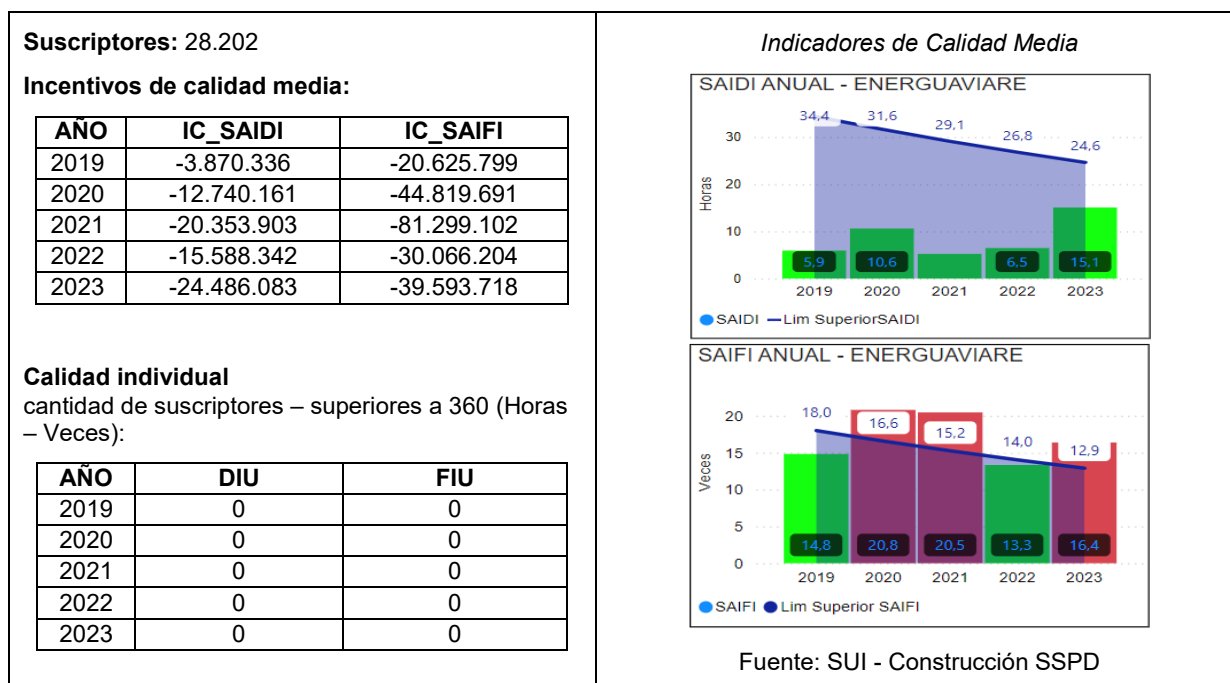 Suscriptores: 28.202
Incentivos de calidad media:
AÑO IC_SAIDI IC_SAIFI
2019 -3.870.336 -20.625.799
2020 -12.740.161 -44.819.691
2021 -20.353.903 -81.299.102
2022 -15.588.342 -30.066.204
2023 -24.486.083 -39.593.718
Calidad individual
cantidad de suscriptores – superiores a 360 (Horas
– Veces):
AÑO DIU FIU
2019 0 0
2020 0 0
2021 0 0
2022 0 0
2023 0 0
Indicadores de Calidad Media
SAIDI ANUAL - ENERGUAVIARE
34,4 31,6 29,1 26,8 24,6
Horas
30
20
10
0
5,9 10,6 6,5 15,1
2019 2020 2021 2022 2023
SAIDI Lim SuperiorSAIDI
SAIFI ANUAL - ENERGUAVIARE
18,0 16,6 15,2 14,0 12,9
Veces
20
15
10
5
0
14,8 20,8 20,5 13,3 16,4
2019 2020 2021 2022 2023
SAIFI Lim Superior SAIFI
Fuente: SUI - Construcción SSPD